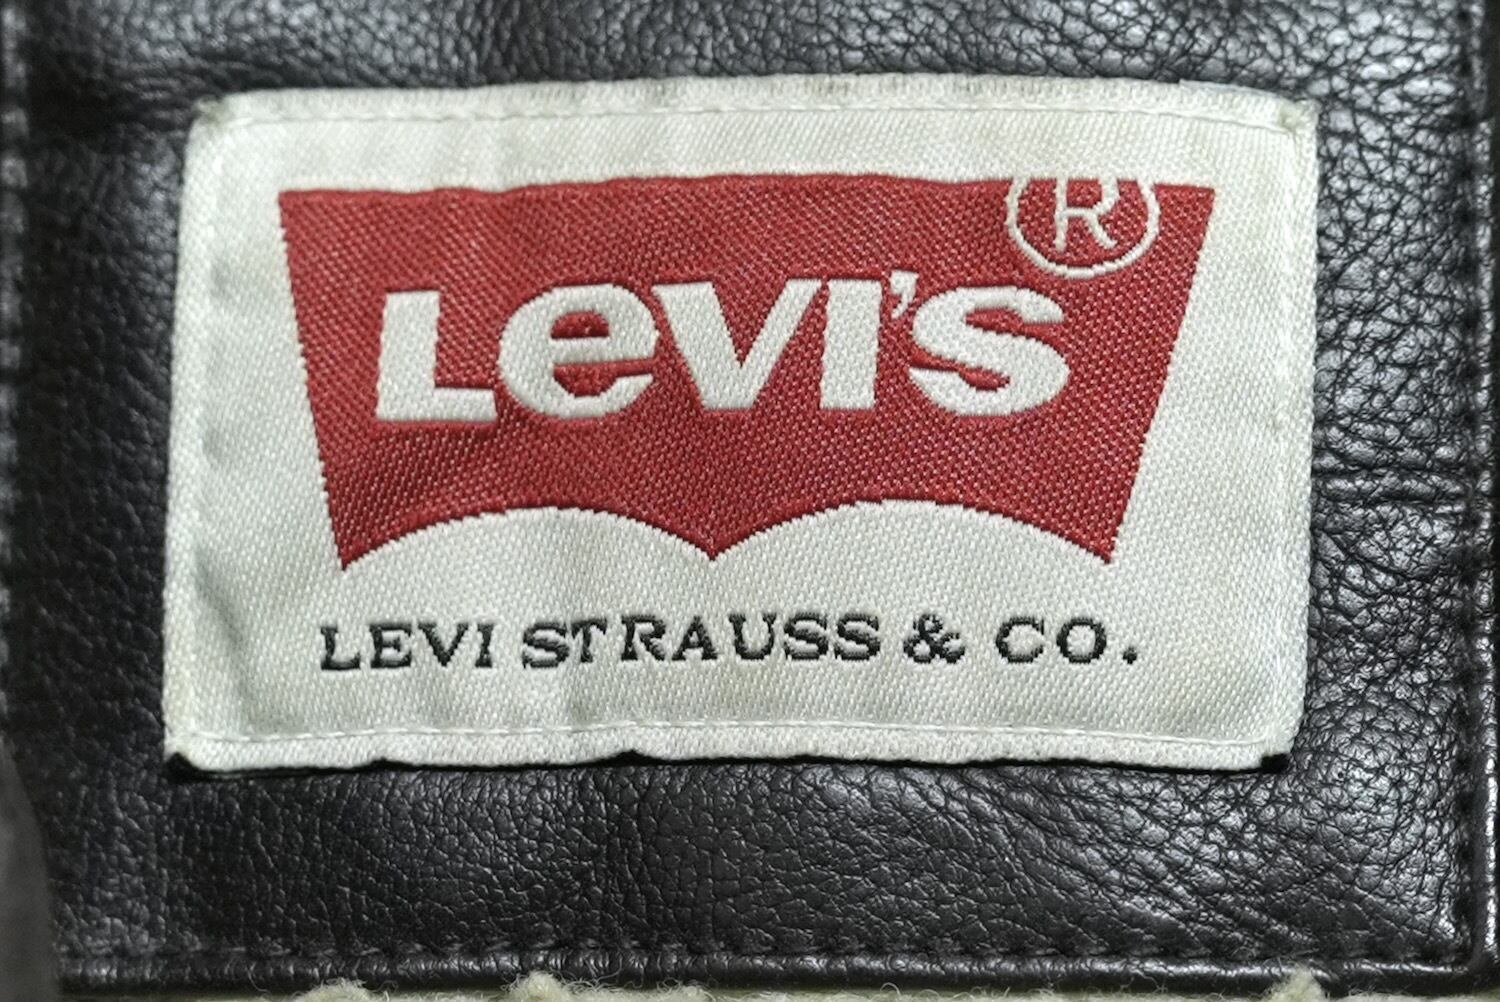 ®
Levi's
LEVI STRAUSS & CO.